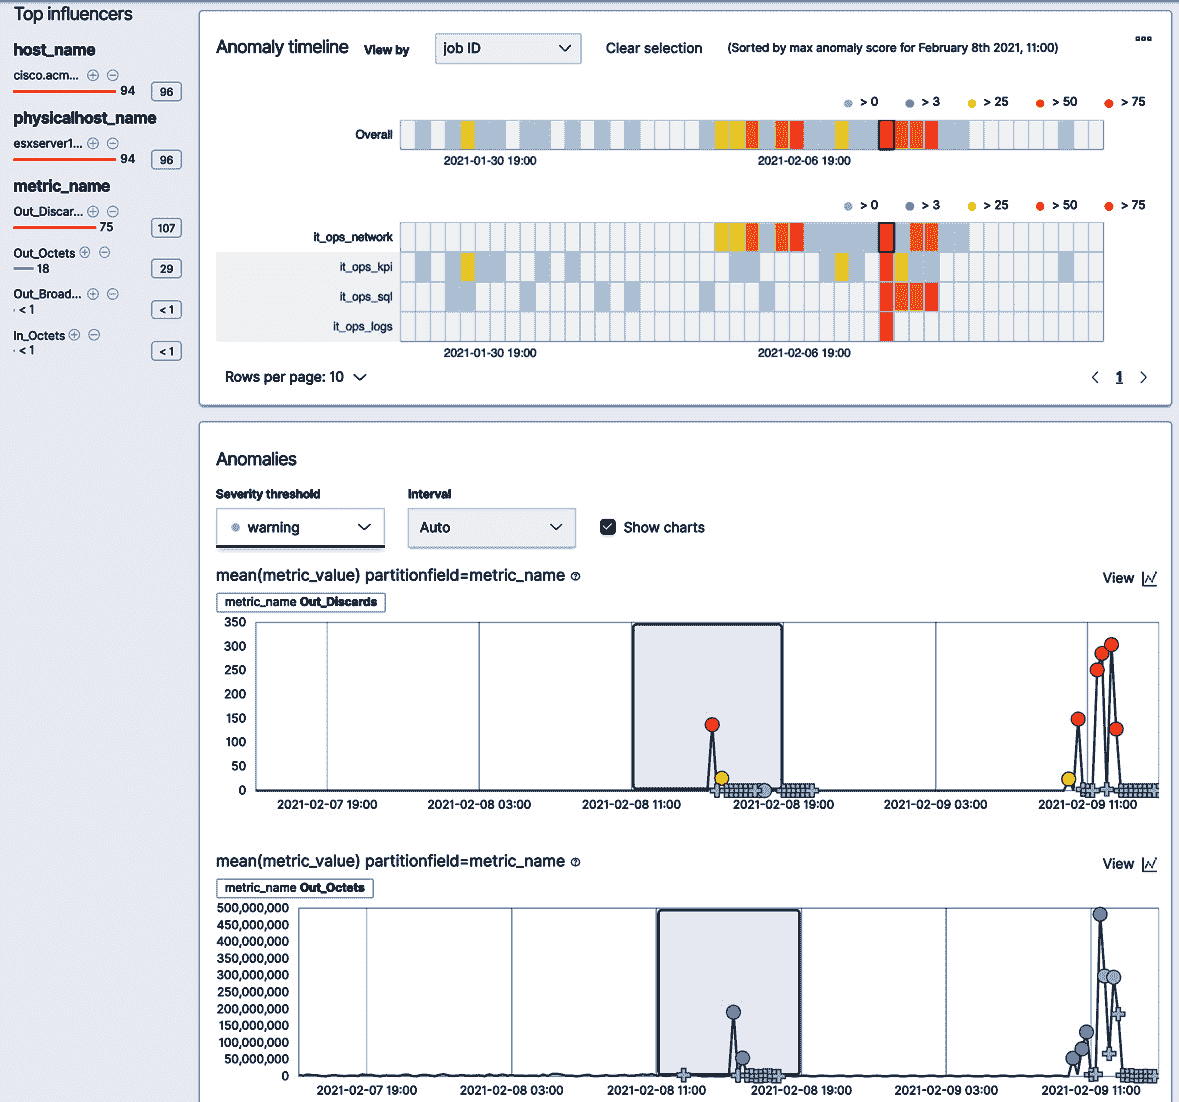 Top influencers
host_name
cisco.acm...
94 96
physicalhost_name
esxserver1...
94 96
metric_name
Out_Discar...
75 107
Out_Octets
18 29
Out_Broad...
< 1 < 1
In_Octets
< 1 < 1
Anomaly timeline View by job ID Clear selection (Sorted by max anomaly score for February 8th 2021, 11:00)
> 0 > 3 > 25 > 50 > 75
Overall
2021-01-30 19:00 2021-02-06 19:00
> 0 > 3 > 25 > 50 > 75
it_ops_network
it_ops_kpi
it_ops_sql
it_ops_logs
2021-01-30 19:00 2021-02-06 19:00
Rows per page: 10 1
Anomalies
Severity threshold Interval
warning Auto Show charts
mean(metric_value) partitionfield=metric_name View
metric_name Out_Discards
350
300
250
200
150
100
50
0
2021-02-07 19:00 2021-02-08 03:00 2021-02-08 11:00 2021-02-08 19:00 2021-02-09 03:00 2021-02-09 11:00
mean(metric_value) partitionfield=metric_name View
metric_name Out_Octets
500,000,000
450,000,000
400,000,000
350,000,000
300,000,000
250,000,000
200,000,000
150,000,000
100,000,000
50,000,000
0
2021-02-07 19:00 2021-02-08 03:00 2021-02-08 11:00 2021-02-08 19:00 2021-02-09 03:00 2021-02-09 11:00